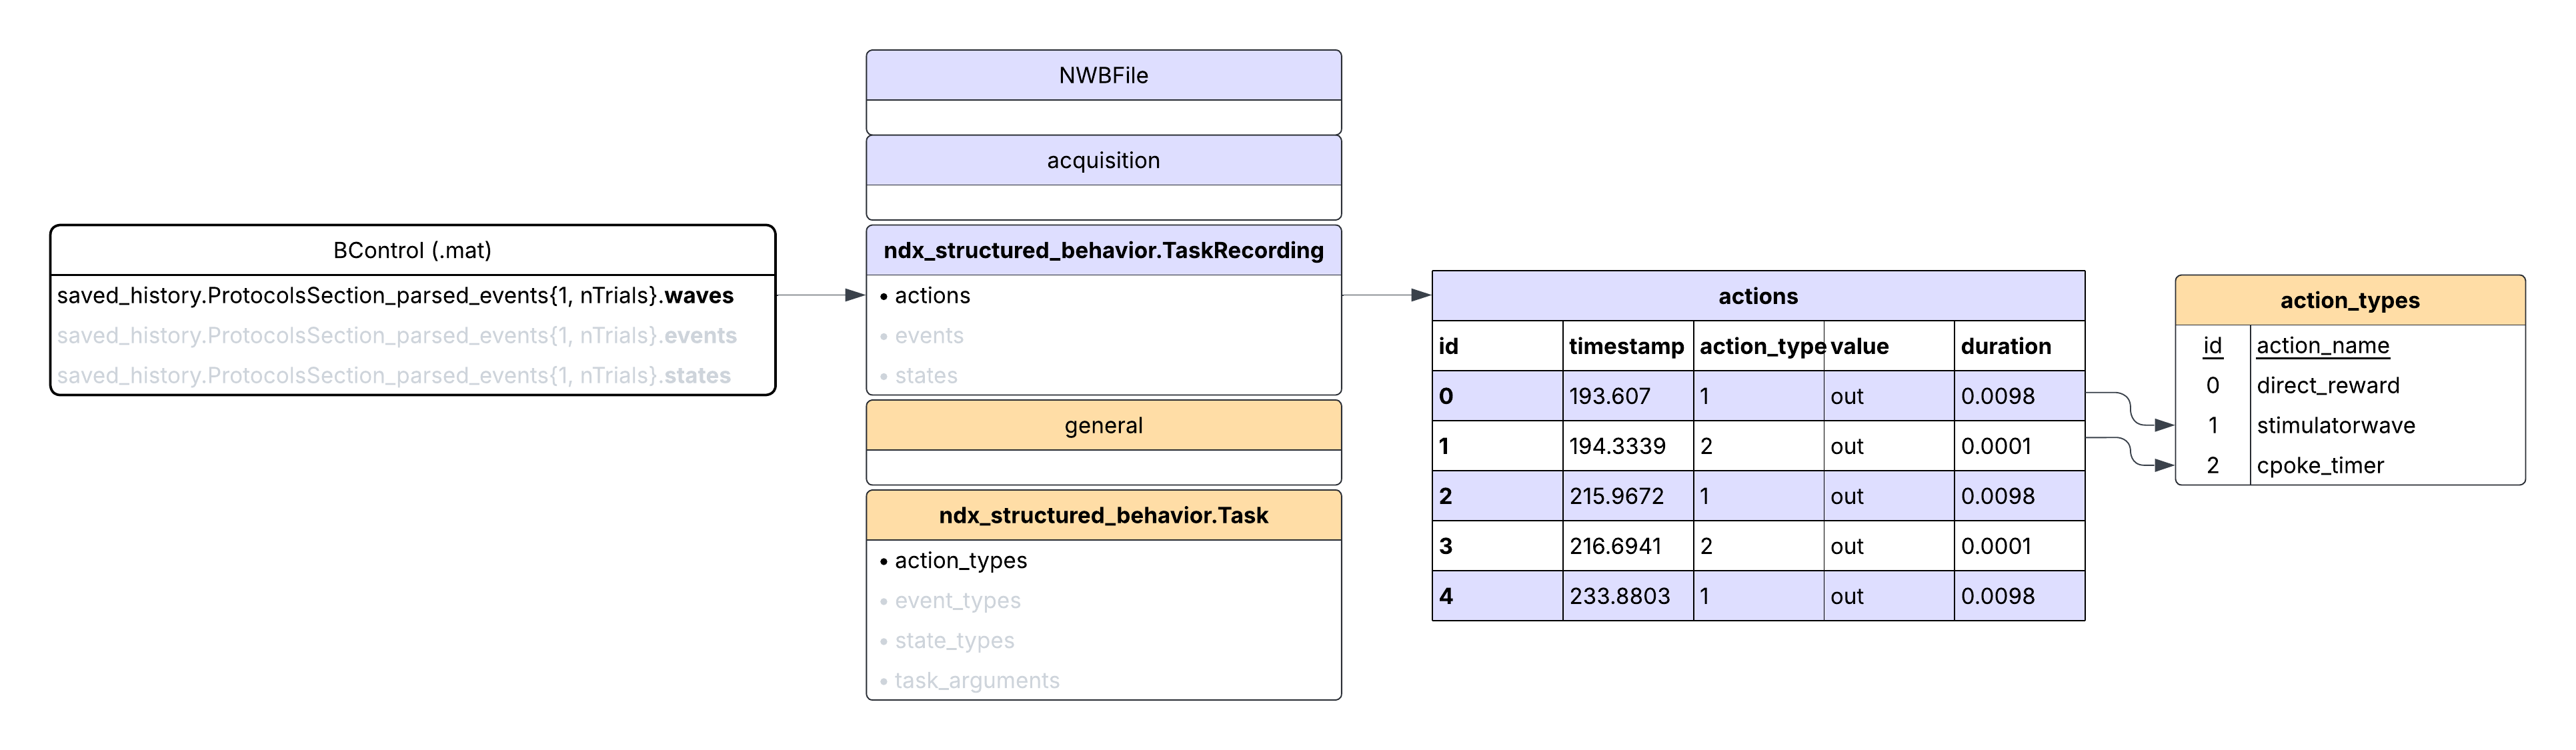 NWBFile
acquisition
BControl (.mat)
saved_history.ProtocolsSection_parsed_events{1, nTrials}.waves
saved_history.ProtocolsSection_parsed_events{1, nTrials}.events
saved_history.ProtocolsSection_parsed_events{1, nTrials}.states
ndx_structured_behavior.TaskRecording
• actions
• events
• states
general
ndx_structured_behavior.Task
• action_types
• event_types
• state_types
• task_arguments
actions
id timestamp action_type value duration
0 193.607 1 out 0.0098
1 194.3339 2 out 0.0001
2 215.9672 1 out 0.0098
3 216.6941 2 out 0.0001
4 233.8803 1 out 0.0098
action_types
id action_name
0 direct_reward
1 stimulatorwave
2 cpoke_timer